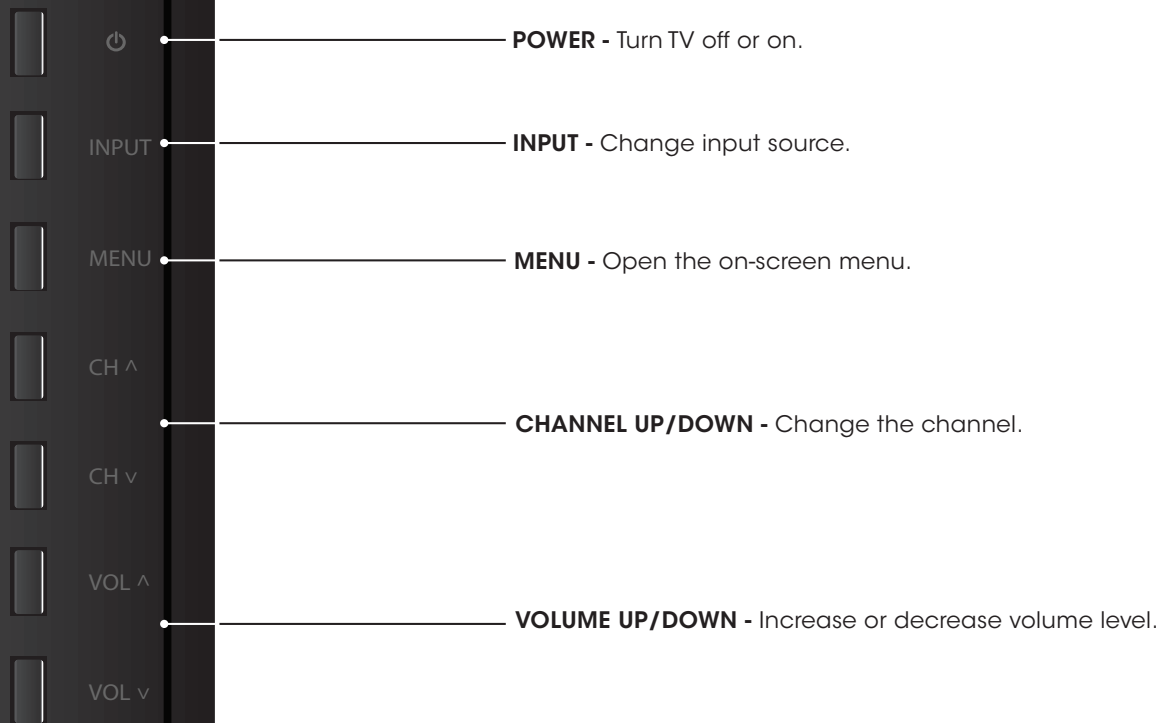 POWER - Turn TV off or on.
INPUT
INPUT - Change input source.
MENU
MENU - Open the on-screen menu.
CH ^
CHANNEL UP/DOWN - Change the channel.
CH v
VOL ^
VOLUME UP/DOWN - Increase or decrease volume level.
VOL v